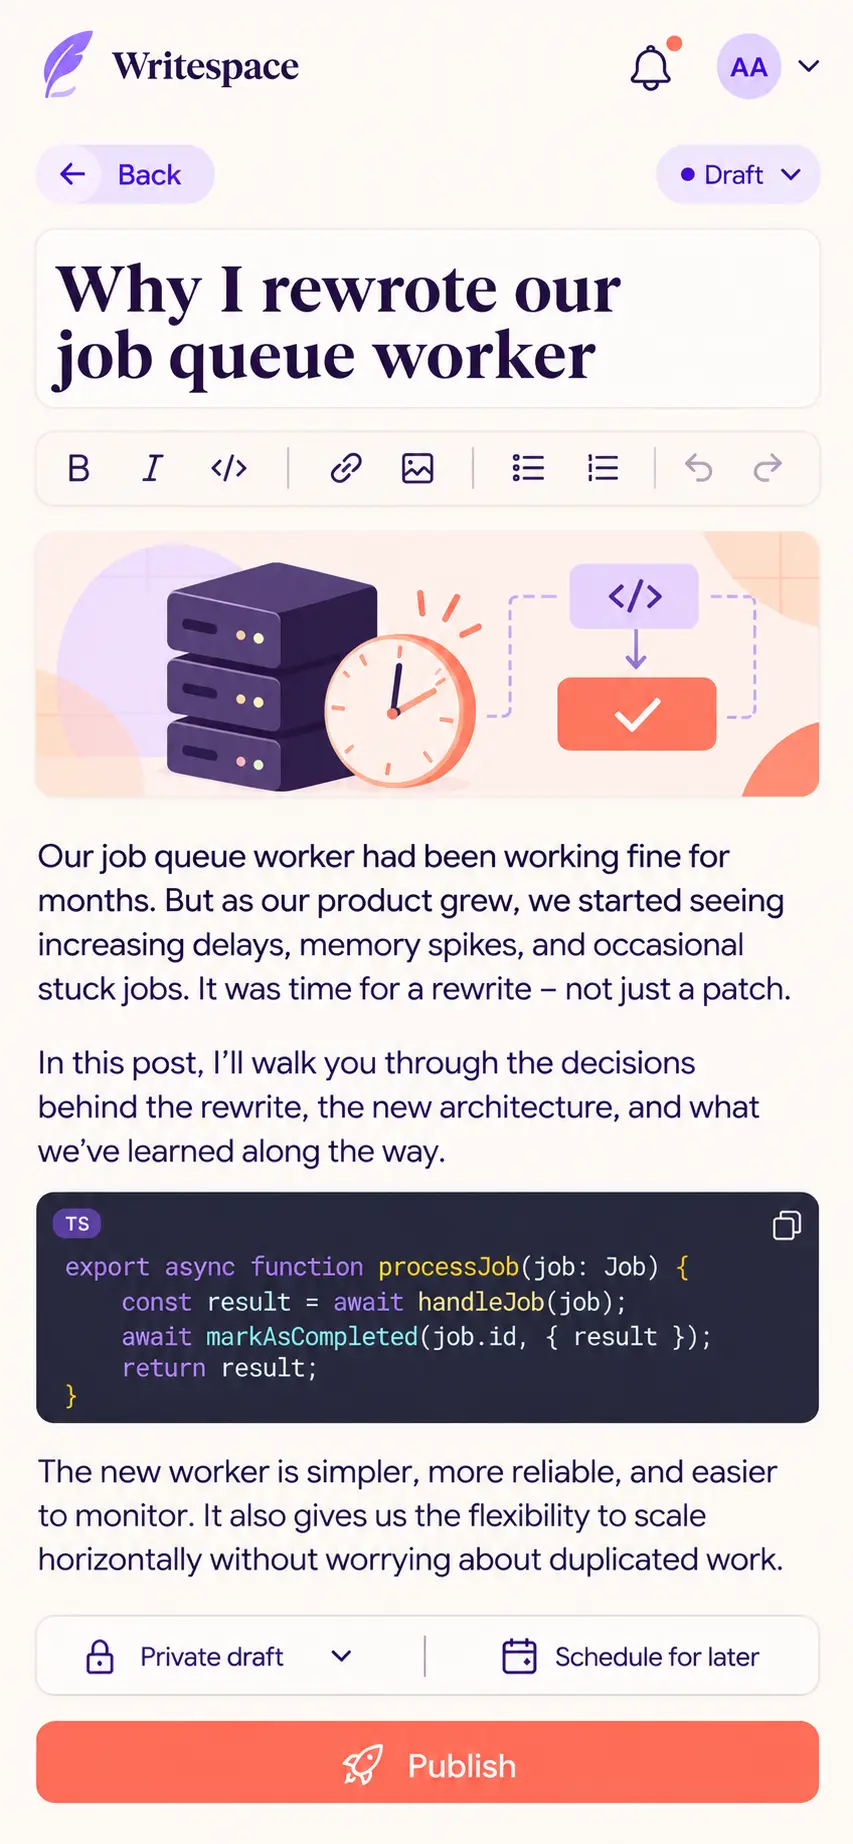 Writespace
AA
Back
Draft
Why I rewrote our
job queue worker
B I </>
</>
Our job queue worker had been working fine for
months. But as our product grew, we started seeing
increasing delays, memory spikes, and occasional
stuck jobs. It was time for a rewrite – not just a patch.
In this post, I’ll walk you through the decisions
behind the rewrite, the new architecture, and what
we’ve learned along the way.
TS
export async function processJob(job: Job) {
    const result = await handleJob(job);
    await markAsCompleted(job.id, { result });
    return result;
}
The new worker is simpler, more reliable, and easier
to monitor. It also gives us the flexibility to scale
horizontally without worrying about duplicated work.
Private draft
Schedule for later
Publish